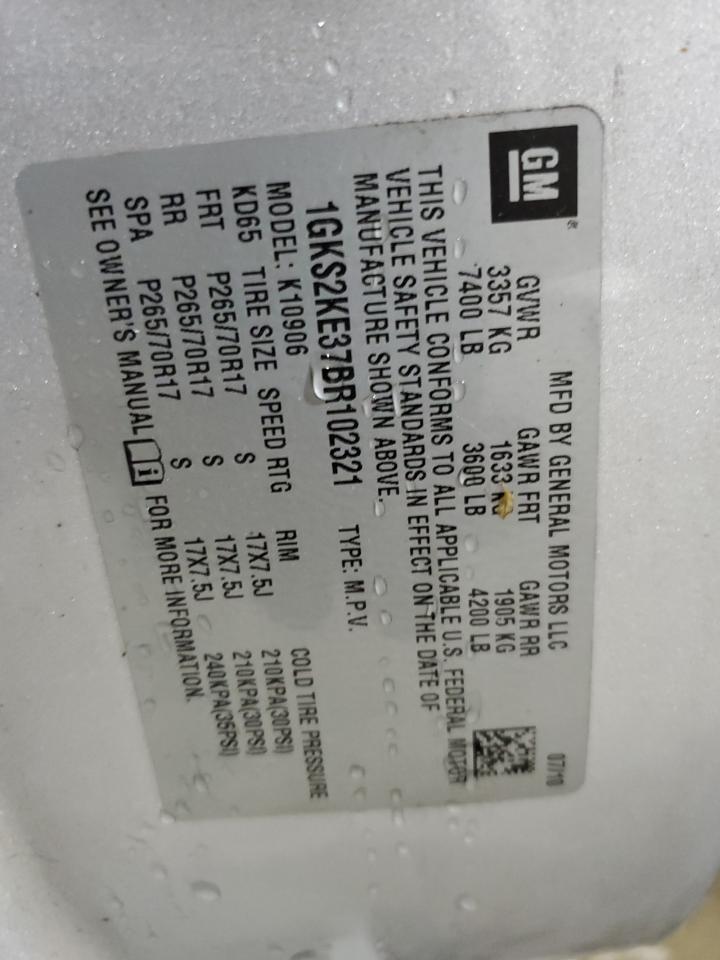 GM®
MFD BY GENERAL MOTORS LLC 07/10
GVWR GAWR FRT GAWR RR
3357 KG 1633 KG 1905 KG
7400 LB 3600 LB 4200 LB
THIS VEHICLE CONFORMS TO ALL APPLICABLE U.S. FEDERAL MOTOR
VEHICLE SAFETY STANDARDS IN EFFECT ON THE DATE OF
MANUFACTURE SHOWN ABOVE.
1GKS2KE37BR102321 TYPE: M.P.V.
MODEL: K10906
KD65 TIRE SIZE SPEED RTG RIM COLD TIRE PRESSURE
FRT P265/70R17 S 17X7.5J 210KPA(30PSI)
RR P265/70R17 S 17X7.5J 210KPA(30PSI)
SPA P265/70R17 S 17X7.5J 240KPA(35PSI)
SEE OWNER'S MANUAL i FOR MORE INFORMATION.